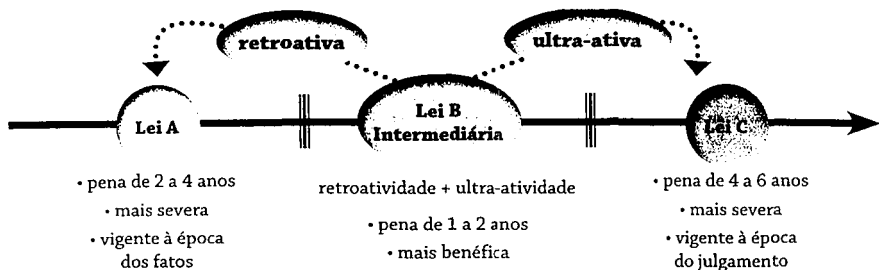 retroativa
ultra-ativa
Lei A
Lei B
Intermediária
Lei C
• pena de 2 a 4 anos
• mais severa
• vigente à época
dos fatos
retroatividade + ultra-atividade
• pena de 1 a 2 anos
• mais benéfica
• pena de 4 a 6 anos
• mais severa
• vigente à época
do julgamento